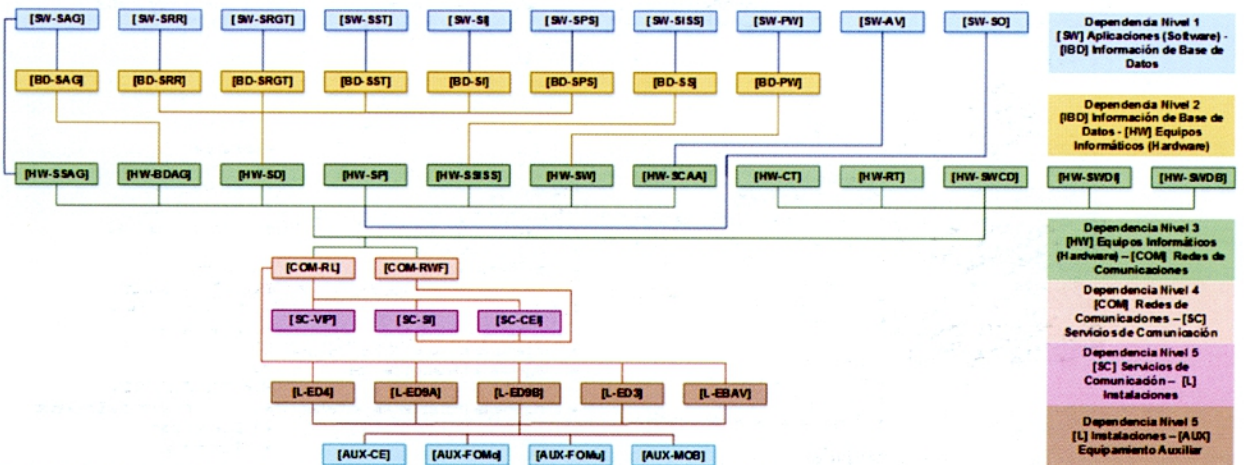 [SW-SAG] [SW-SRR] [SW-SRGT] [SW-SST] [SW-SI] [SW-SPS] [SW-SISS] [SW-PW] [SW-AV] [SW-SO]
[BD-SAG] [BD-SRR] [BD-SRGT] [BD-SST] [BD-SI] [BD-SPS] [BD-SS] [BD-PW]
[HW-SSAG] [HW-BDAG] [HW-SD] [HW-SP] [HW-SSISS] [HW-SW] [HW-SCAA] [HW-CT] [HW-RT] [HW-SWCD] [HW-SWDI] [HW-SWDB]
[COM-RL] [COM-RWF]
[SC-VIP] [SC-SI] [SC-CEI]
[L-ED4] [L-ED9A] [L-ED9B] [L-ED3] [L-EBAV]
[AUX-CE] [AUX-FOMo] [AUX-FOMu] [AUX-MOB]
Dependencia Nivel 1
[SW] Aplicaciones (Software) -
[IBD] Información de Base de
Datos
Dependencia Nivel 2
[IBD] Información de Base de
Datos - [HW] Equipos
Informáticos (Hardware)
Dependencia Nivel 3
[HW] Equipos Informáticos
(Hardware) – [COM] Redes de
Comunicaciones
Dependencia Nivel 4
[COM] Redes de
Comunicaciones – [SC]
Servicios de Comunicación
Dependencia Nivel 5
[SC] Servicios de
Comunicación – [L]
Instalaciones
Dependencia Nivel 5
[L] Instalaciones – [AUX]
Equipamiento Auxiliar